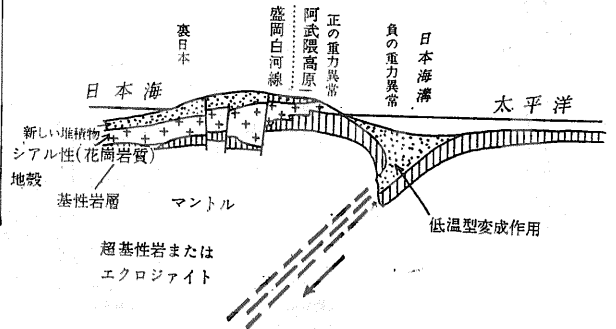 裏日本
盛岡白河線
阿武隈高原
正の重力異常
負の重力異常
日本海溝
日本海
太平洋
新しい堆積物
シアル性(花崗岩質)
地殻
基性岩層
マントル
低温型変成作用
超基性岩または
エクロジァイト